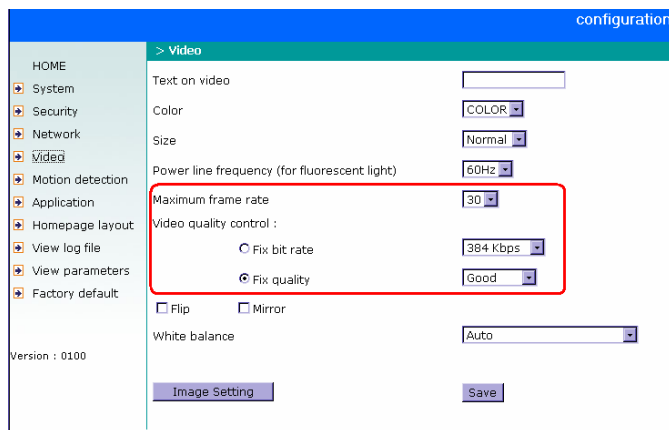 configuration
> Video
HOME
System
Security
Network
Video
Motion detection
Application
Homepage layout
View log file
View parameters
Factory default
Version : 0100
Text on video
Color COLOR
Size Normal
Power line frequency (for fluorescent light) 60Hz
Maximum frame rate 30
Video quality control :
Fix bit rate 384 Kbps
Fix quality Good
Flip Mirror
White balance Auto
Image Setting Save